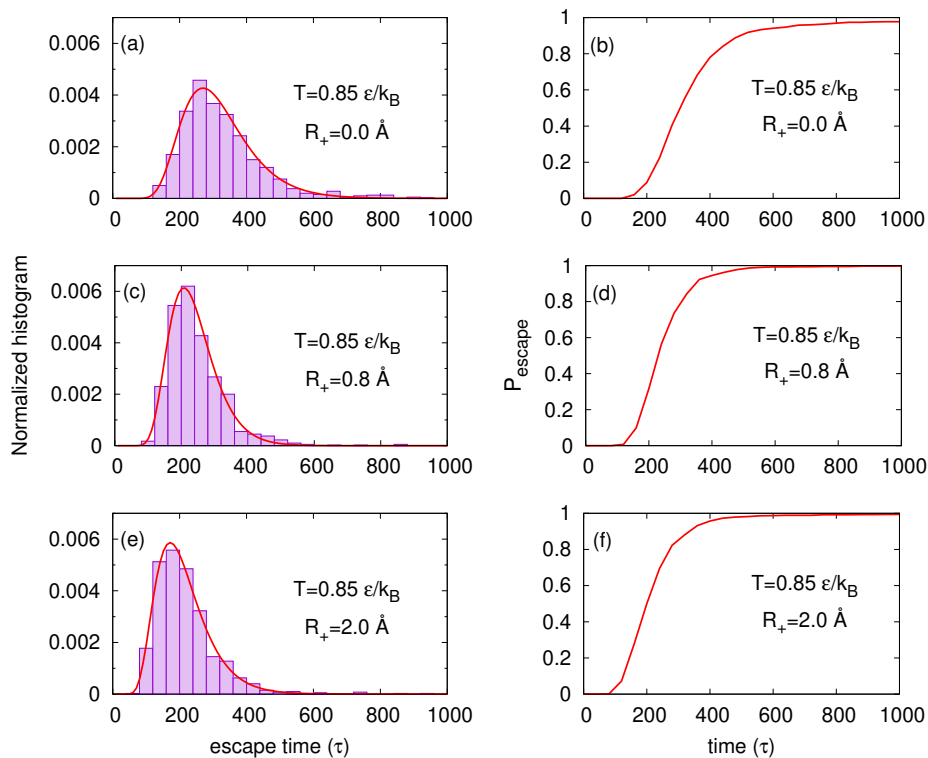 (a)
T=0.85 ε/k_B
R_+=0.0 Å
0.006
0.004
0.002
0
0 200 400 600 800 1000
(b)
T=0.85 ε/k_B
R_+=0.0 Å
1
0.8
0.6
0.4
0.2
0
0 200 400 600 800 1000
Normalized histogram
(c)
T=0.85 ε/k_B
R_+=0.8 Å
0.006
0.004
0.002
0
0 200 400 600 800 1000
P_escape
(d)
T=0.85 ε/k_B
R_+=0.8 Å
1
0.8
0.6
0.4
0.2
0
0 200 400 600 800 1000
(e)
T=0.85 ε/k_B
R_+=2.0 Å
0.006
0.004
0.002
0
0 200 400 600 800 1000
escape time (τ)
(f)
T=0.85 ε/k_B
R_+=2.0 Å
1
0.8
0.6
0.4
0.2
0
0 200 400 600 800 1000
time (τ)